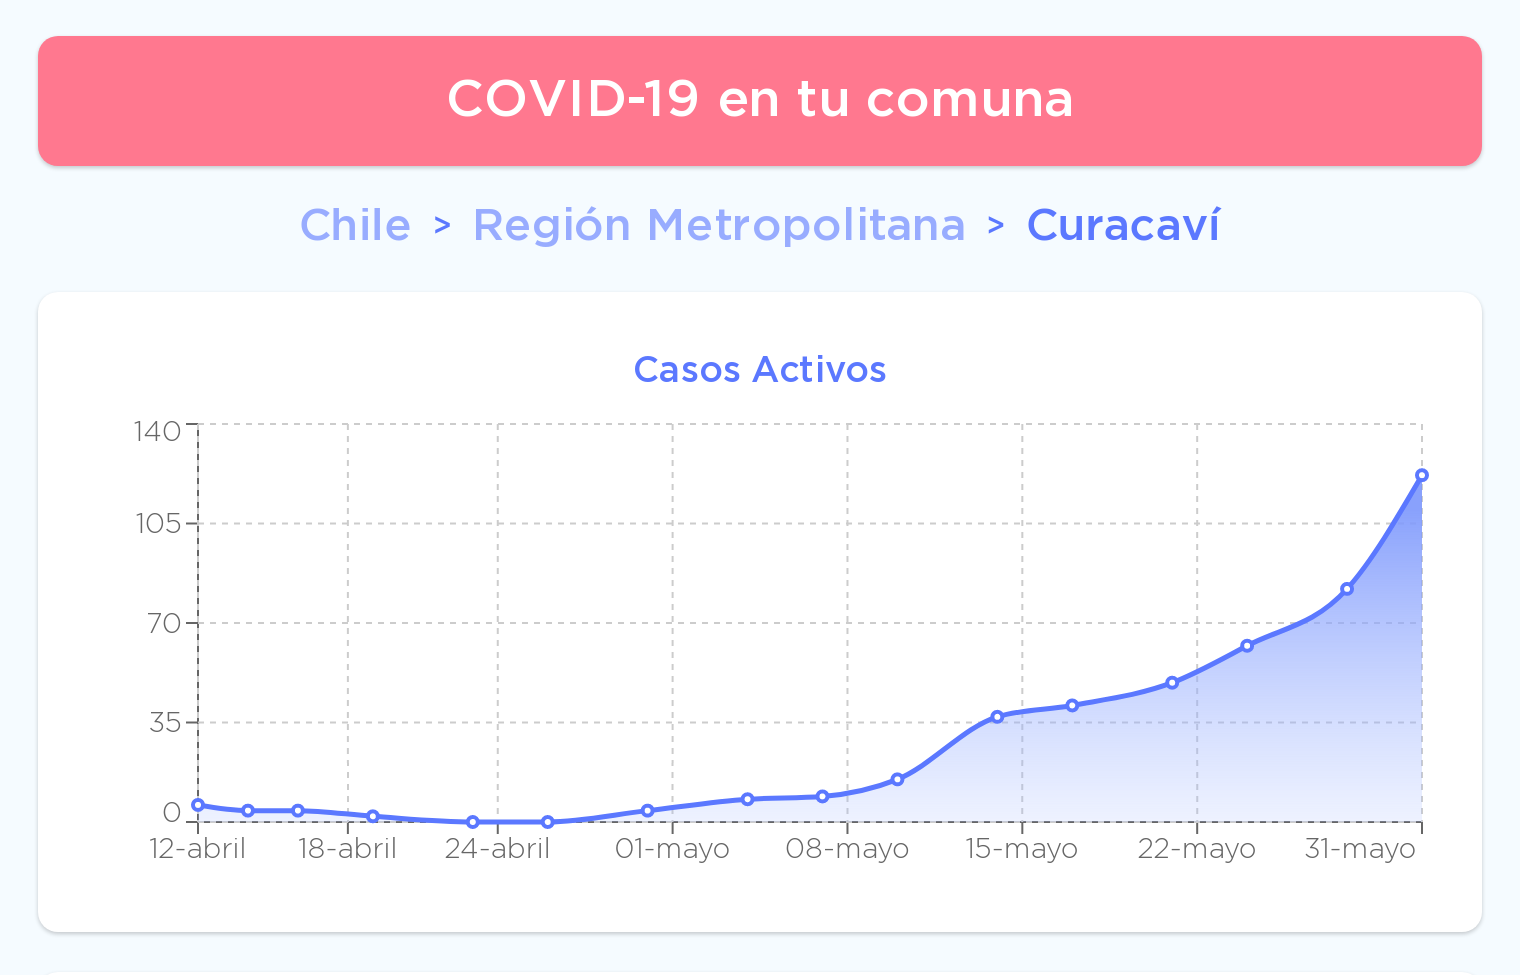 COVID-19 en tu comuna
Chile > Región Metropolitana > Curacaví
Casos Activos
140
105
70
35
0
12-abril 18-abril 24-abril 01-mayo 08-mayo 15-mayo 22-mayo 31-mayo